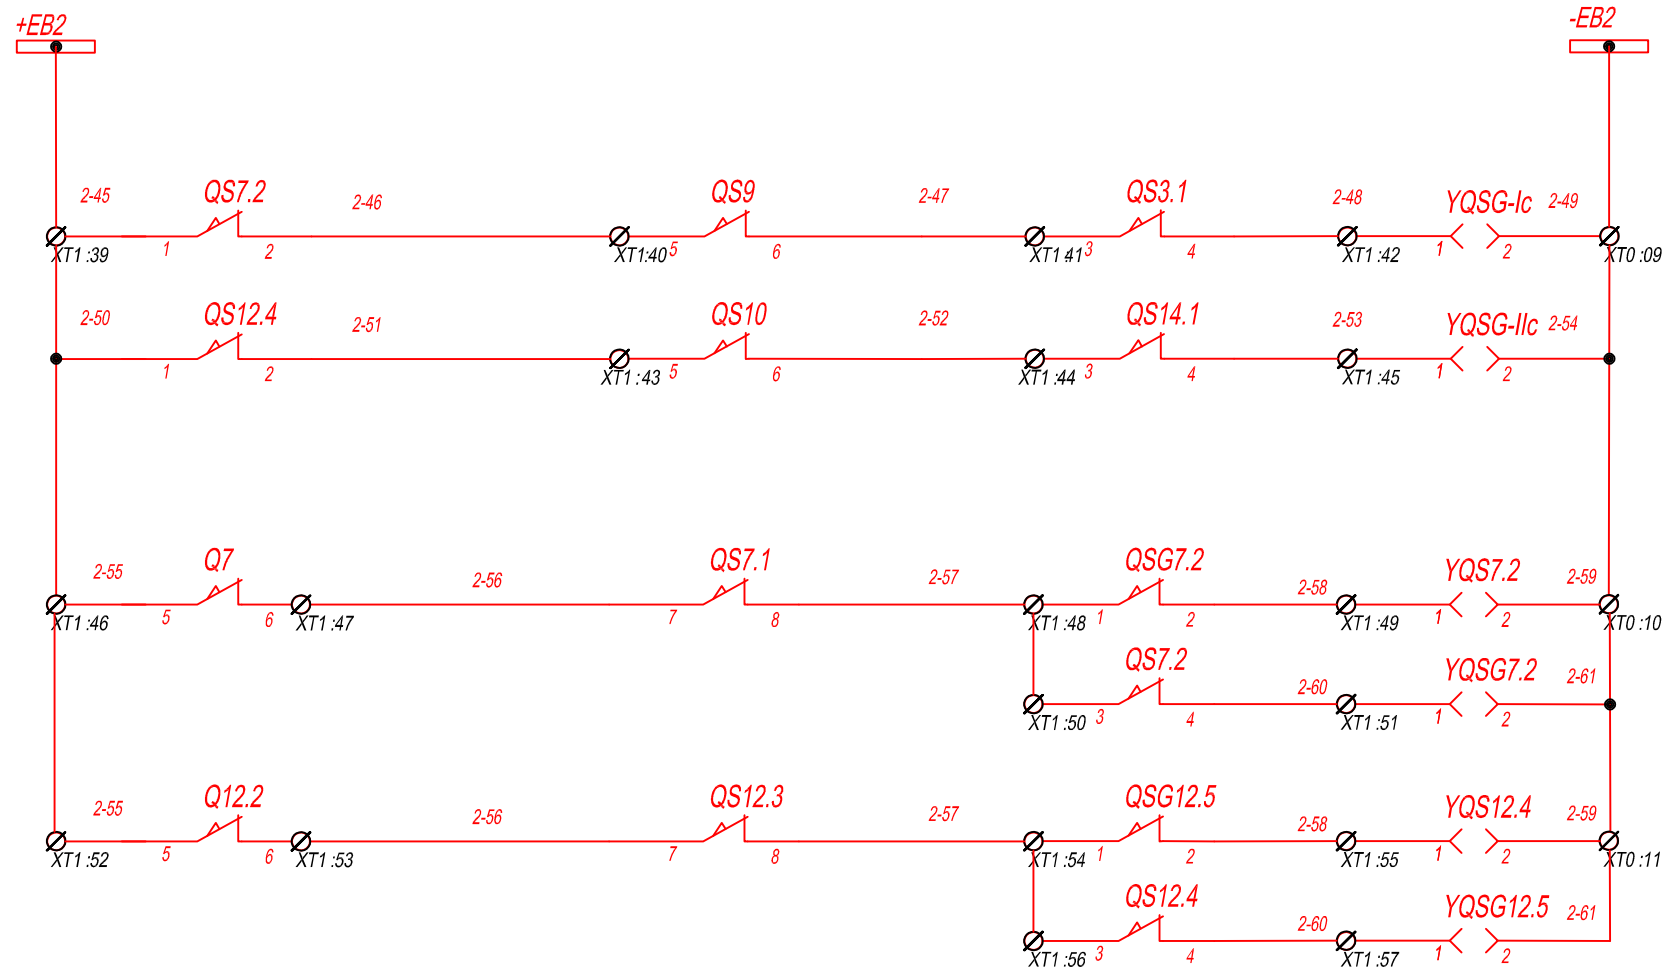 +EB2
-EB2
2-45
QS7.2
2-46
QS9
2-47
QS3.1
2-48
YQSG-Ic
2-49
XT1 :39
1
2
XT1:40
5
6
XT1 41
3
4
XT1 :42
1
2
XT0 :09
2-50
QS12.4
2-51
QS10
2-52
QS14.1
2-53
YQSG-IIc
2-54
1
2
XT1 : 43
5
6
XT1 :44
3
4
XT1 :45
1
2
2-55
Q7
2-56
QS7.1
2-57
QSG7.2
2-58
YQS7.2
2-59
XT1 :46
5
6
XT1 :47
7
8
XT1 :48
1
2
XT1 :49
1
2
XT0 :10
QS7.2
2-60
YQSG7.2
2-61
XT1 :50
3
4
XT1 :51
1
2
2-55
Q12.2
2-56
QS12.3
2-57
QSG12.5
2-58
YQS12.4
2-59
XT1 :52
5
6
XT1 :53
7
8
XT1 :54
1
2
XT1 :55
1
2
XT0 :11
QS12.4
2-60
YQSG12.5
2-61
XT1 :56
3
4
XT1 :57
1
2